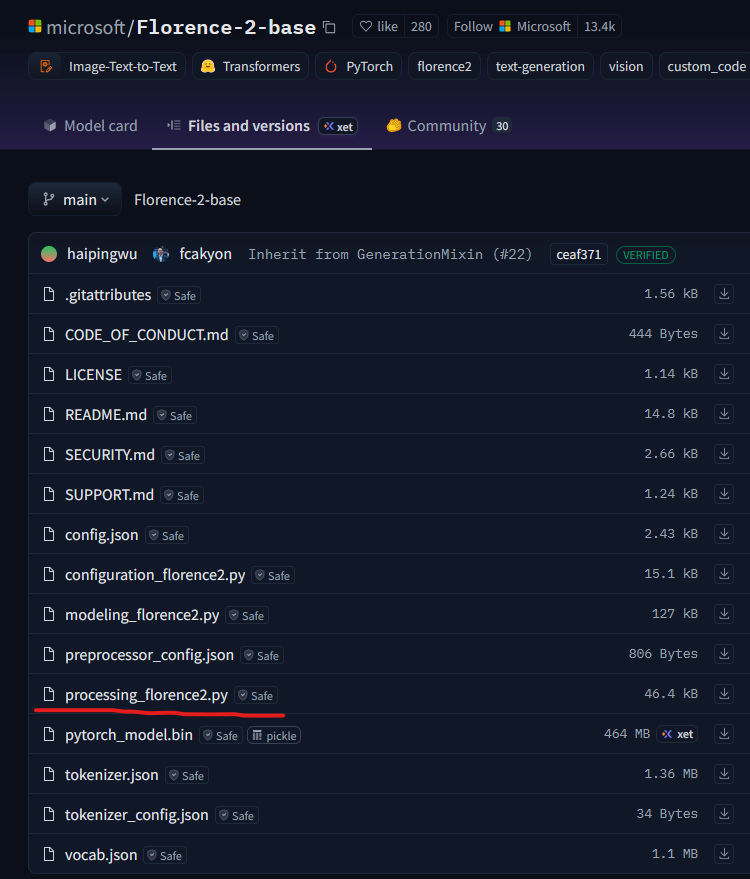 microsoft/Florence-2-base like 280 Follow Microsoft 13.4k
Image-Text-to-Text Transformers PyTorch florence2 text-generation vision custom_code
Model card Files and versions xet Community 30
main Florence-2-base
haipingwu fcakyon Inherit from GenerationMixin (#22) ceaf371 VERIFIED
.gitattributes Safe 1.56 kB
CODE_OF_CONDUCT.md Safe 444 Bytes
LICENSE Safe 1.14 kB
README.md Safe 14.8 kB
SECURITY.md Safe 2.66 kB
SUPPORT.md Safe 1.24 kB
config.json Safe 2.43 kB
configuration_florence2.py Safe 15.1 kB
modeling_florence2.py Safe 127 kB
preprocessor_config.json Safe 806 Bytes
processing_florence2.py Safe 46.4 kB
pytorch_model.bin Safe pickle 464 MB xet
tokenizer.json Safe 1.36 MB
tokenizer_config.json Safe 34 Bytes
vocab.json Safe 1.1 MB